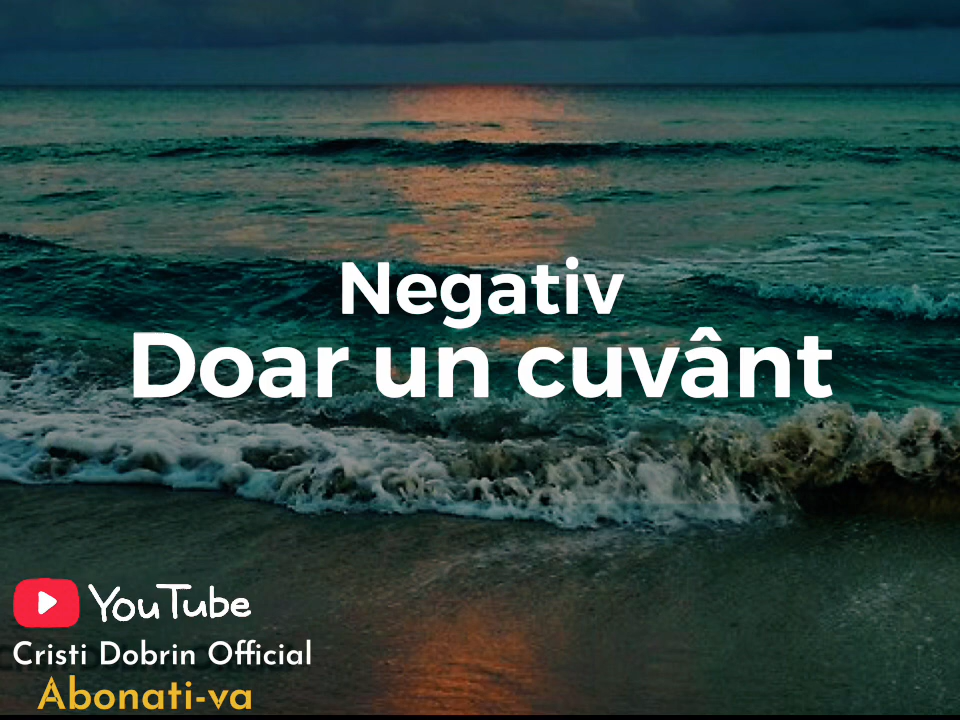 Negativ
Doar un cuvânt
YouTube
Cristi Dobrin Official
Abonati-va